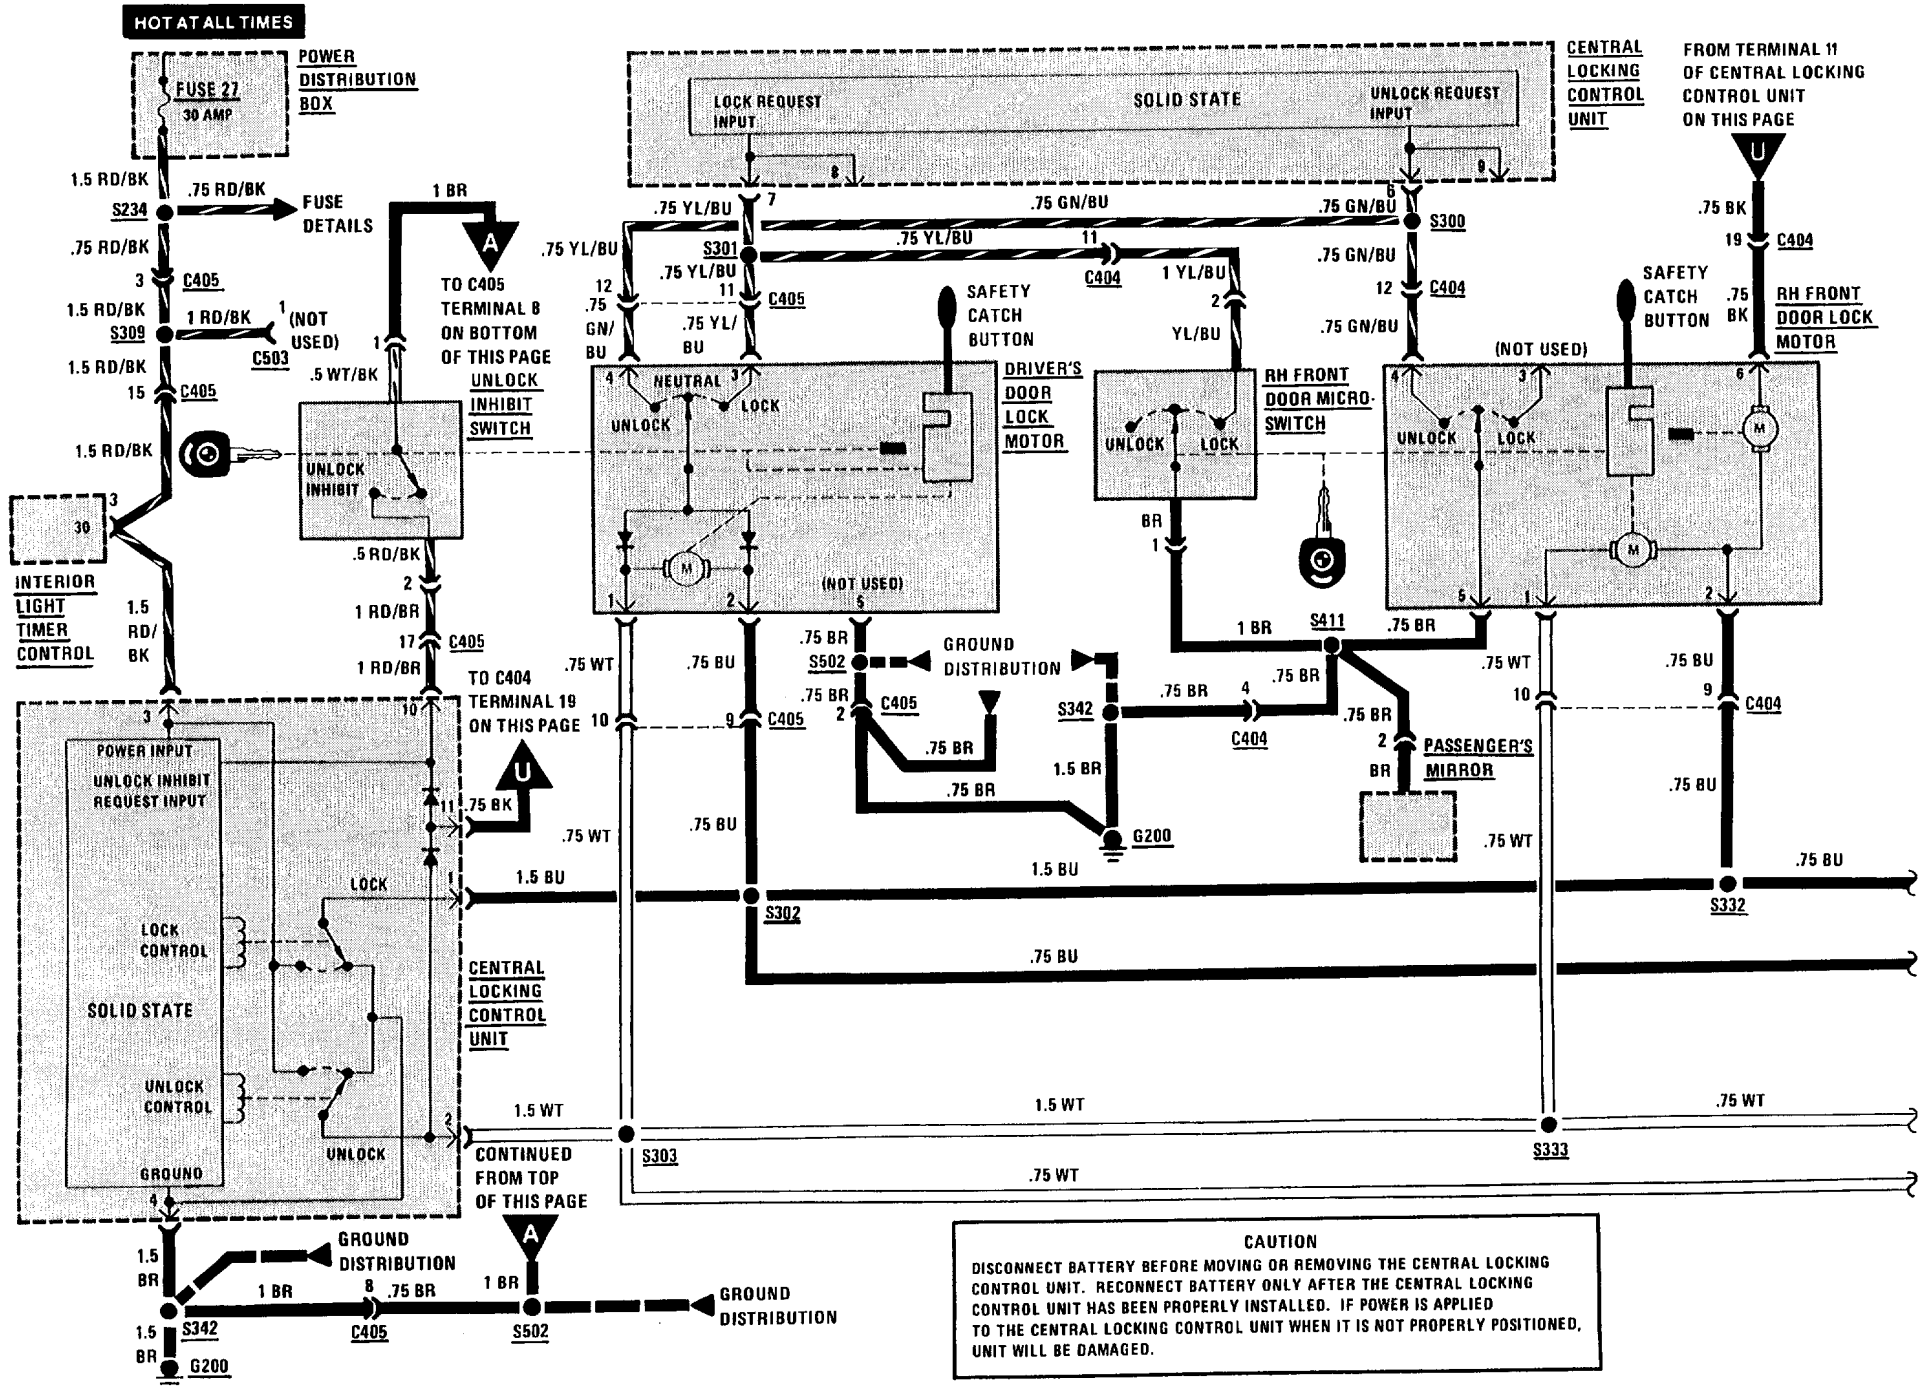 HOT AT ALL TIMES
POWER
DISTRIBUTION
BOX
FUSE 27
30 AMP
1.5 RD/BK
S234
.75 RD/BK
FUSE
DETAILS
.75 RD/BK
3
C405
1.5 RD/BK
S309
1 RD/BK
1
(NOT
USED)
C503
1.5 RD/BK
15
C405
1.5 RD/BK
3
30
INTERIOR
LIGHT
TIMER
CONTROL
1.5
RD/
BK
1 BR
A
TO C405
TERMINAL 8
ON BOTTOM
OF THIS PAGE
1
.5 WT/BK
UNLOCK
INHIBIT
SWITCH
UNLOCK
INHIBIT
.5 RD/BK
2
1 RD/BR
17
C405
1 RD/BR
CENTRAL
LOCKING
CONTROL
UNIT
LOCK REQUEST
INPUT
SOLID STATE
UNLOCK REQUEST
INPUT
8
9
7
6
FROM TERMINAL 11
OF CENTRAL LOCKING
CONTROL UNIT
ON THIS PAGE
U
.75 BK
19
C404
.75
BK
RH FRONT
DOOR LOCK
MOTOR
.75 YL/BU
.75 GN/BU
.75 GN/BU
S300
.75 YL/BU
S301
.75 YL/BU
11
C404
.75 YL/BU
1 YL/BU
2
YL/BU
.75 GN/BU
12
C404
.75 GN/BU
12
.75
GN/
BU
11
C405
.75 YL/
BU
SAFETY
CATCH
BUTTON
DRIVER'S
DOOR
LOCK
MOTOR
4
NEUTRAL
3
UNLOCK
LOCK
M
(NOT USED)
1
2
5
RH FRONT
DOOR MICRO-
SWITCH
UNLOCK
LOCK
BR
1
SAFETY
CATCH
BUTTON
(NOT USED)
4
3
6
UNLOCK
LOCK
M
M
5
1
2
1 BR
S411
.75 BR
.75 BR
.75 WT
.75 BU
.75 BR
S502
GROUND
DISTRIBUTION
.75 BR
C405
2
10
9
C405
.75 BR
.75 BR
S342
.75 BR
4
C404
1.5 BR
G200
.75 BR
2
BR
PASSENGER'S
MIRROR
.75 WT
10
.75 BU
9
C404
.75 WT
.75 BU
.75 WT
.75 BU
TO C404
TERMINAL 19
ON THIS PAGE
U
3
10
POWER INPUT
UNLOCK INHIBIT
REQUEST INPUT
11
.75 BK
1
1.5 BU
LOCK
LOCK
CONTROL
SOLID STATE
UNLOCK
CONTROL
UNLOCK
GROUND
4
2
CENTRAL
LOCKING
CONTROL
UNIT
S302
1.5 BU
S332
.75 BU
.75 BU
1.5 WT
S303
1.5 WT
S333
.75 WT
.75 WT
CONTINUED
FROM TOP
OF THIS PAGE
A
1.5
BR
GROUND
DISTRIBUTION
1 BR
8
C405
.75 BR
1 BR
S502
GROUND
DISTRIBUTION
S342
1.5
BR
G200
CAUTION
DISCONNECT BATTERY BEFORE MOVING OR REMOVING THE CENTRAL LOCKING
CONTROL UNIT. RECONNECT BATTERY ONLY AFTER THE CENTRAL LOCKING
CONTROL UNIT HAS BEEN PROPERLY INSTALLED. IF POWER IS APPLIED
TO THE CENTRAL LOCKING CONTROL UNIT WHEN IT IS NOT PROPERLY POSITIONED,
UNIT WILL BE DAMAGED.